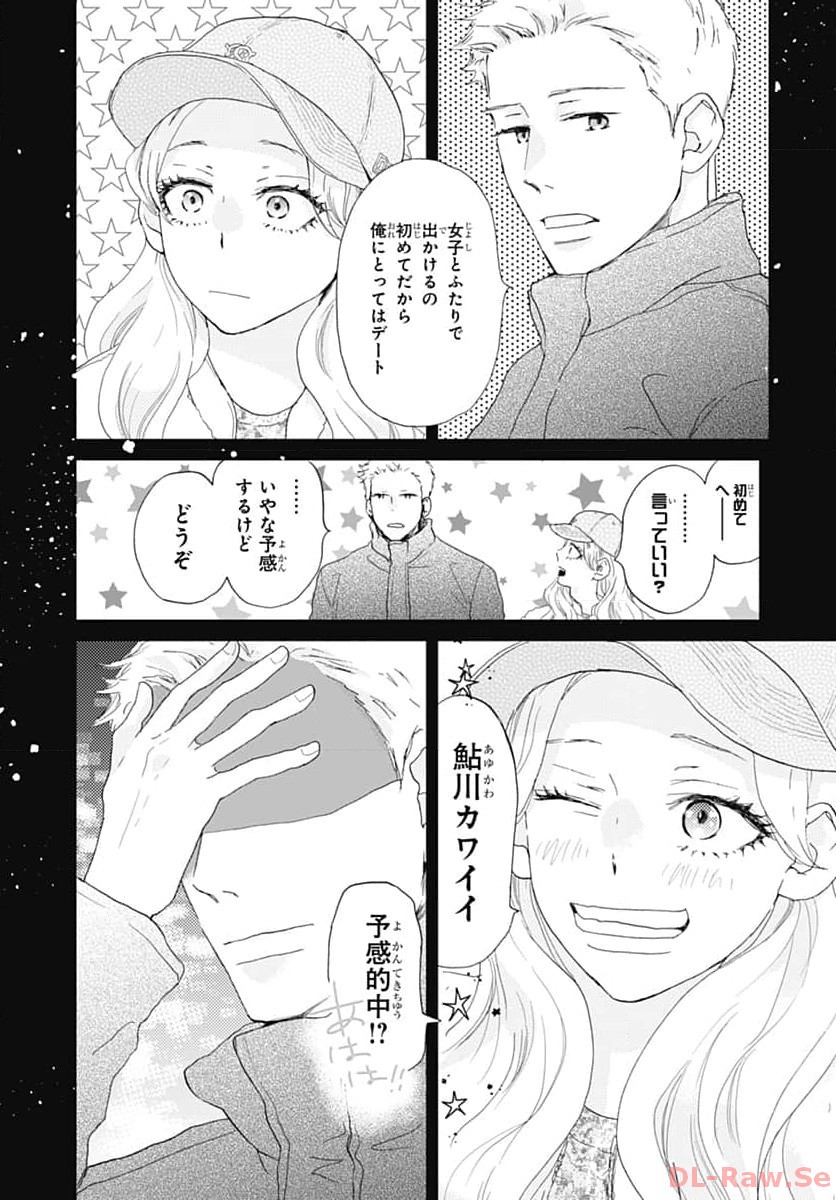 女子とふたりで
出かけるの
初めてだから
俺にとってはデート
初めて
へ——
………
言っていい?
………
いやな予感
するけど
どうぞ
鮎川カワイイ
予感的中!?
あはは!!
DL-Raw.Se